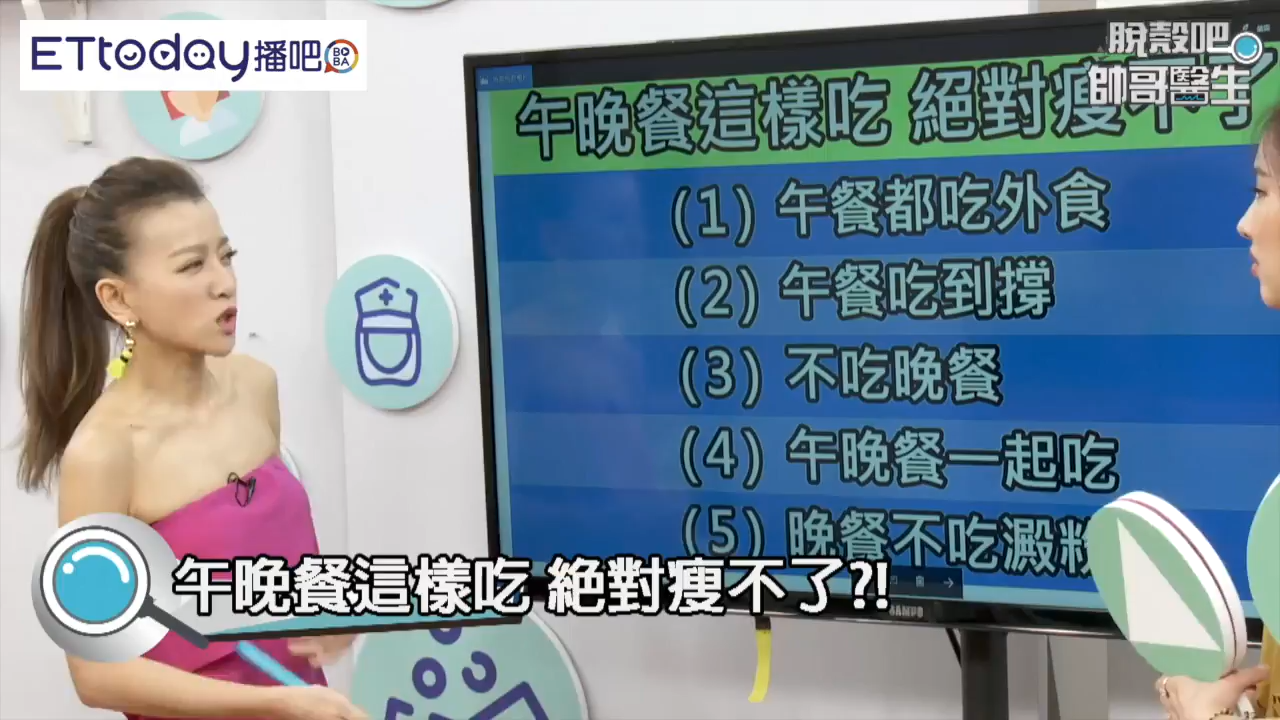 ETtoday播吧
BOBA
脫殼吧
帥哥醫生
午晚餐這樣吃 絕對瘦不了
(1) 午餐都吃外食
(2) 午餐吃到撐
(3) 不吃晚餐
(4) 午晚餐一起吃
(5) 晚餐不吃澱粉
午晚餐這樣吃 絕對瘦不了?!
SAMPO